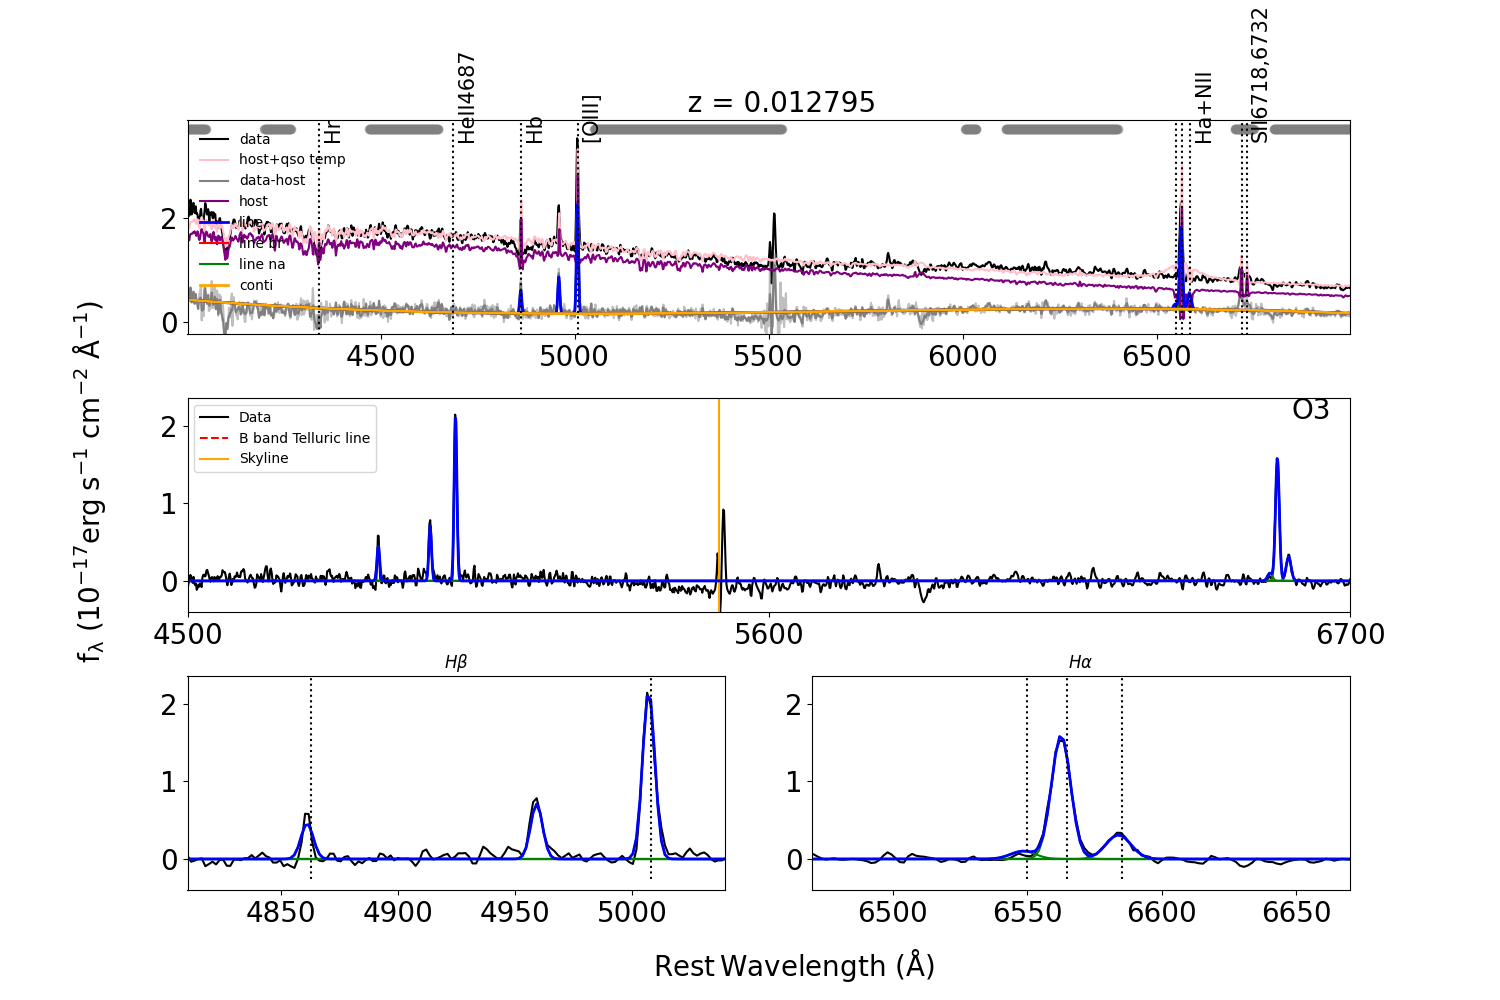 Hr
HeII4687
Hb
[OIII]
Ha+NII
SII6718,6732
z = 0.012795
data
host+qso temp
data-host
host
line
line br
line na
conti
2
0
4500
5000
5500
6000
6500
fλ (10−17erg s−1 cm−2 Å−1)
O3
Data
B band Telluric line
Skyline
2
1
0
4500
5600
6700
Hβ
2
1
0
4850
4900
4950
5000
Hα
2
1
0
6500
6550
6600
6650
Rest Wavelength (Å)